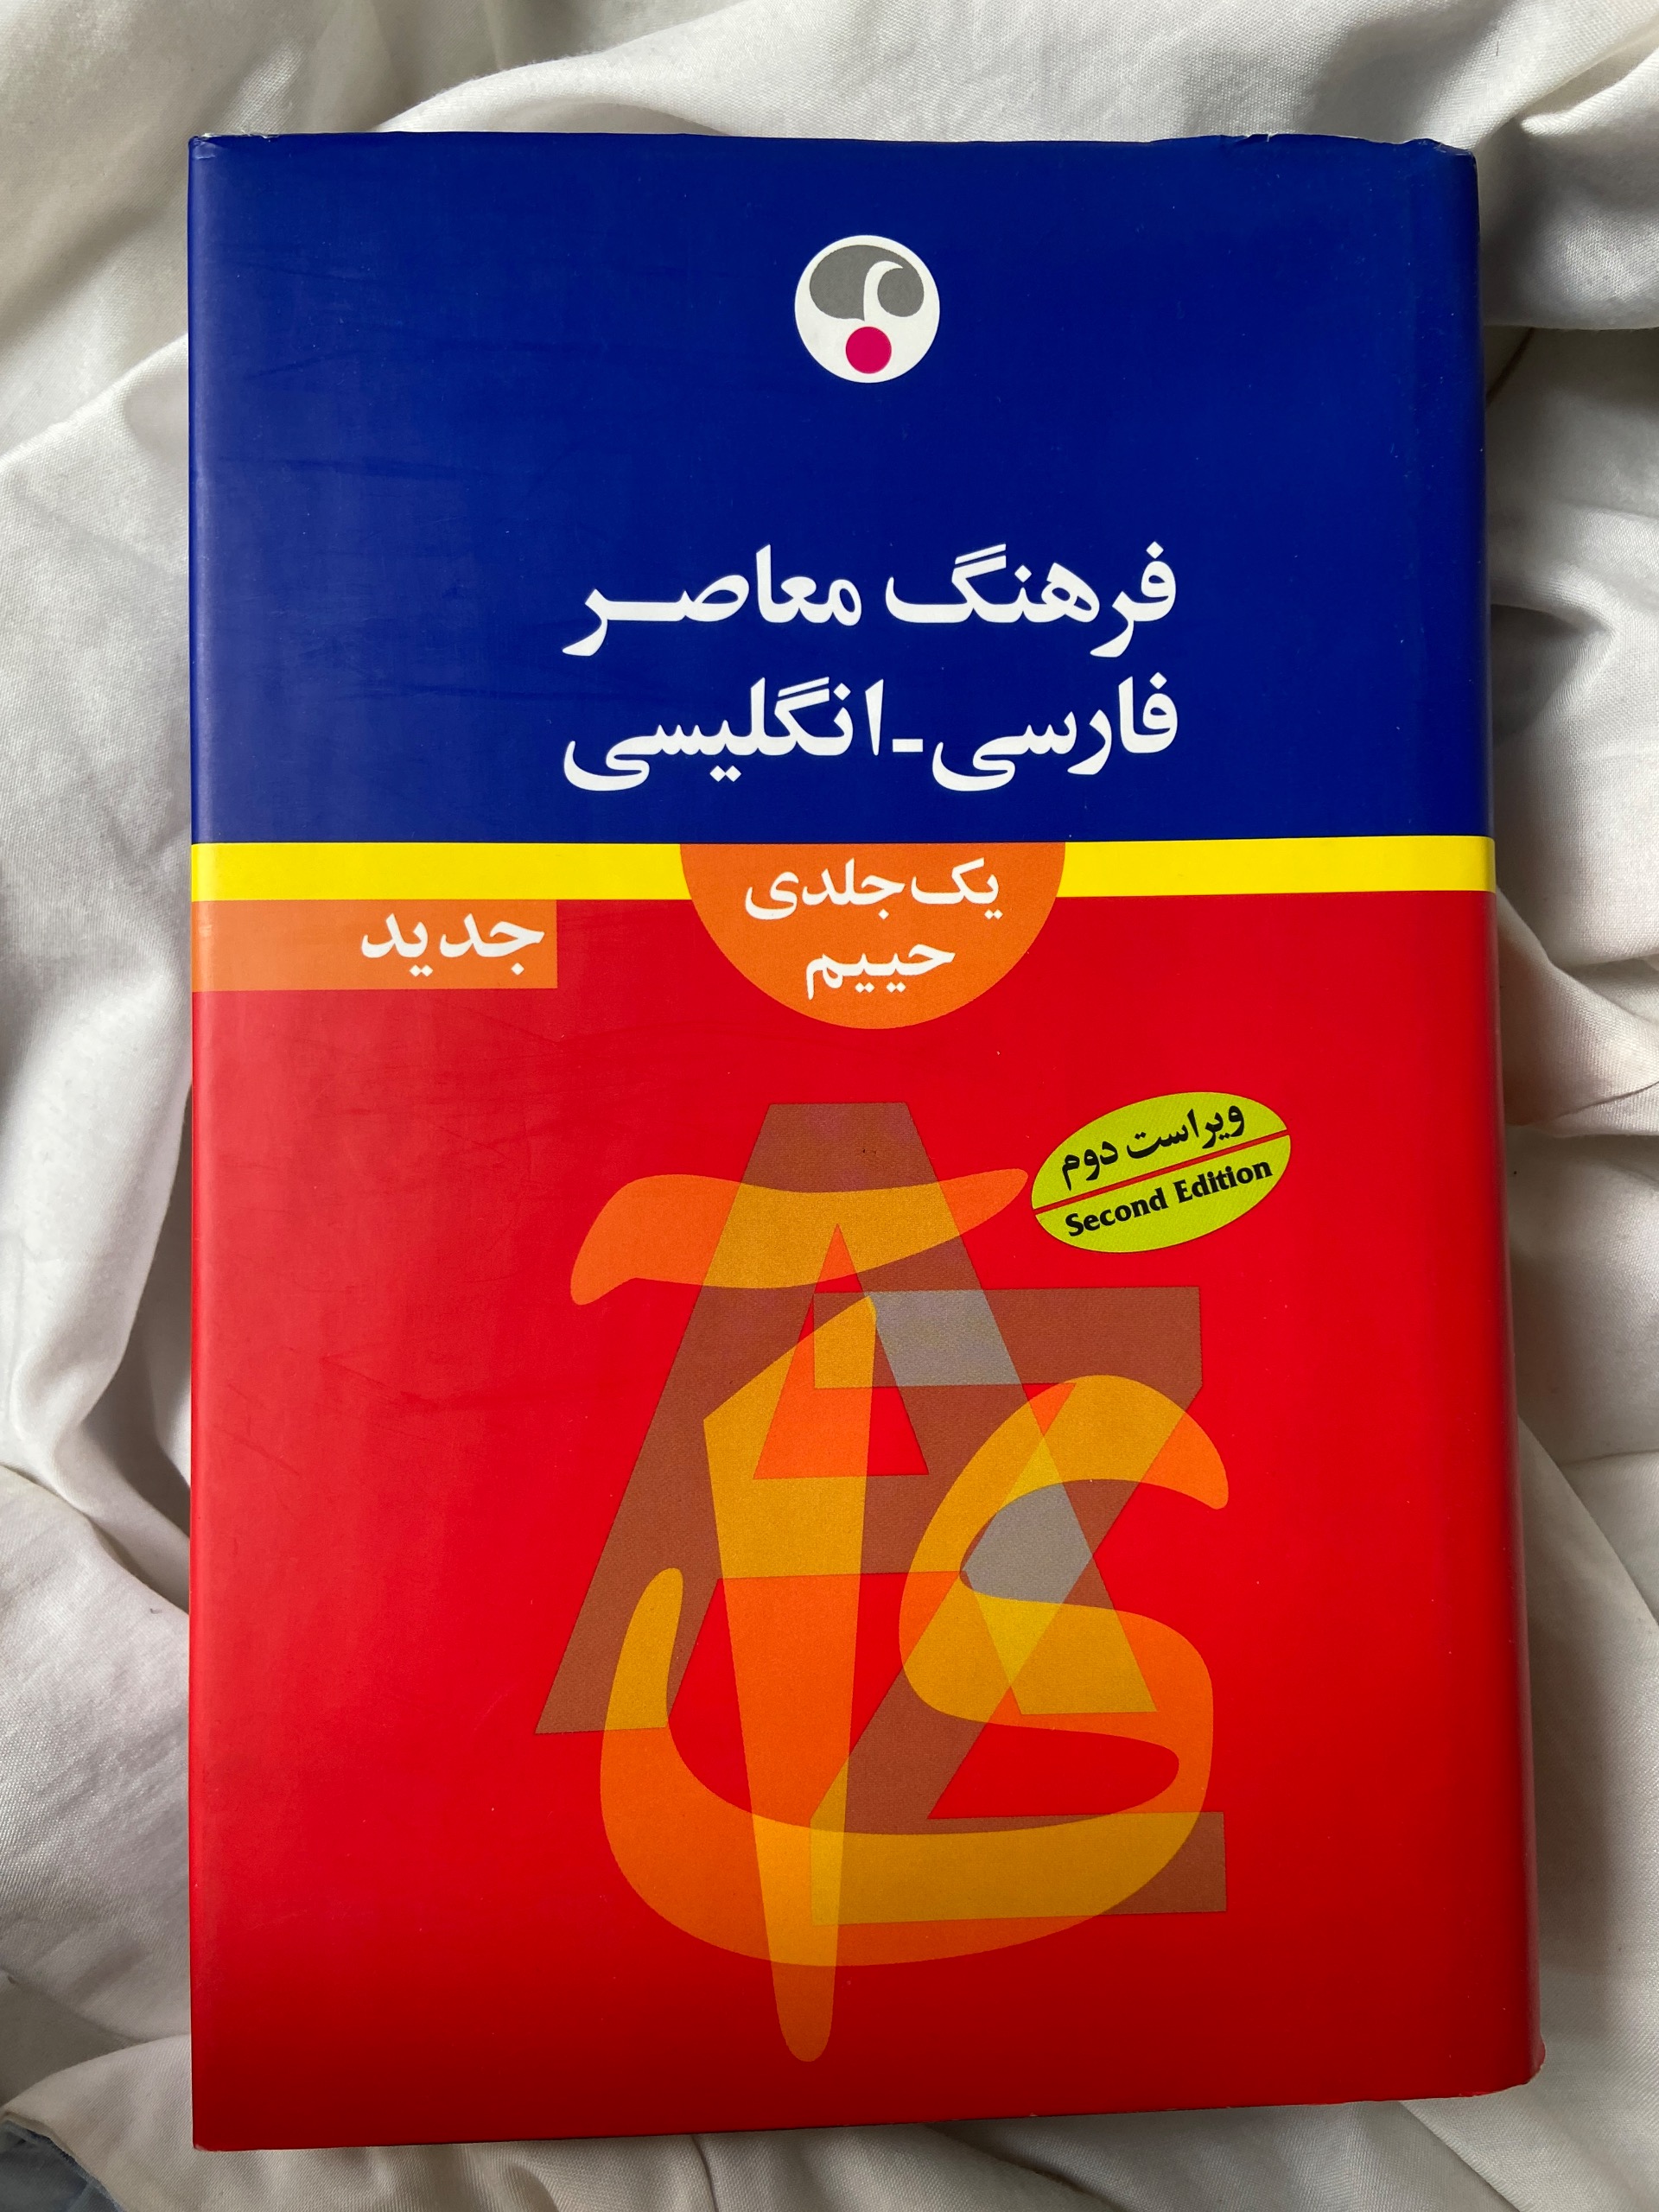 فرهنگ معاصر
فارسی-انگلیسی
یک‌جلدی
حییم
جدید
ویراست دوم
Second Edition